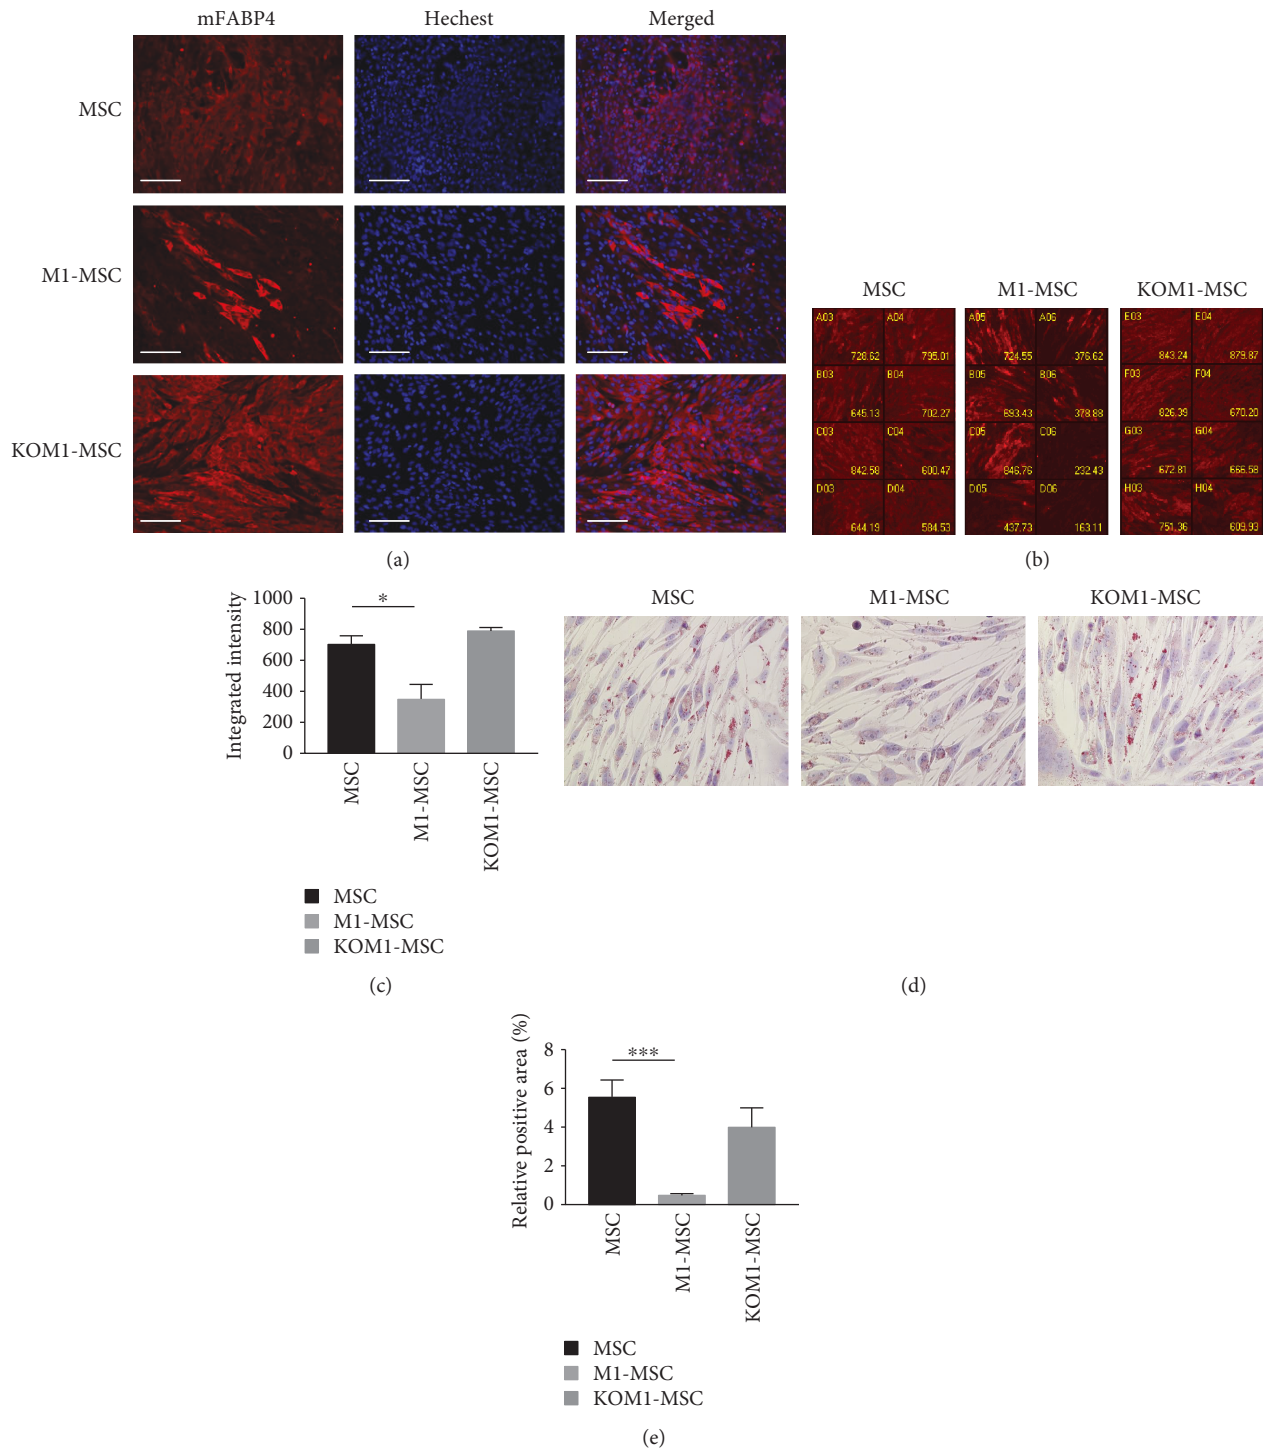 mFABP4 Hechest Merged
MSC
M1-MSC
KOM1-MSC
(a)
MSC M1-MSC KOM1-MSC
A03 A04 A05 A06 E03 E04
728.62 795.01 724.55 376.62 843.24 879.87
B03 B04 B05 B06 F03 F04
645.13 702.27 693.43 378.88 826.39 670.20
C03 C04 C05 C06 G03 G04
842.58 600.47 846.76 232.43 672.81 666.58
D03 D04 D05 D06 H03 H04
644.19 584.53 437.73 163.11 751.36 609.93
(b)
Integrated intensity
1000
800
600
400
200
0
*
MSC
M1-MSC
KOM1-MSC
MSC
M1-MSC
KOM1-MSC
(c)
MSC M1-MSC KOM1-MSC
(d)
Relative positive area (%)
8
6
4
2
0
***
MSC
M1-MSC
KOM1-MSC
MSC
M1-MSC
KOM1-MSC
(e)